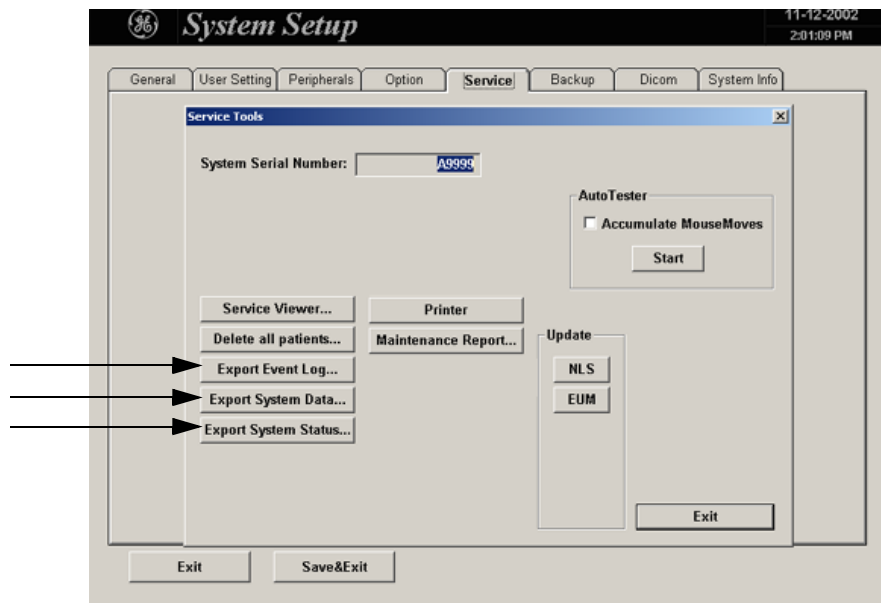 GE System Setup
11-12-2002
2:01:09 PM
General User Setting Peripherals Option Service Backup Dicom System Info
Service Tools
System Serial Number: A9999
AutoTester
Accumulate MouseMoves
Start
Service Viewer... Printer
Delete all patients... Maintenance Report...
Export Event Log...
Export System Data...
Export System Status...
Update
NLS
EUM
Exit
Exit Save&Exit